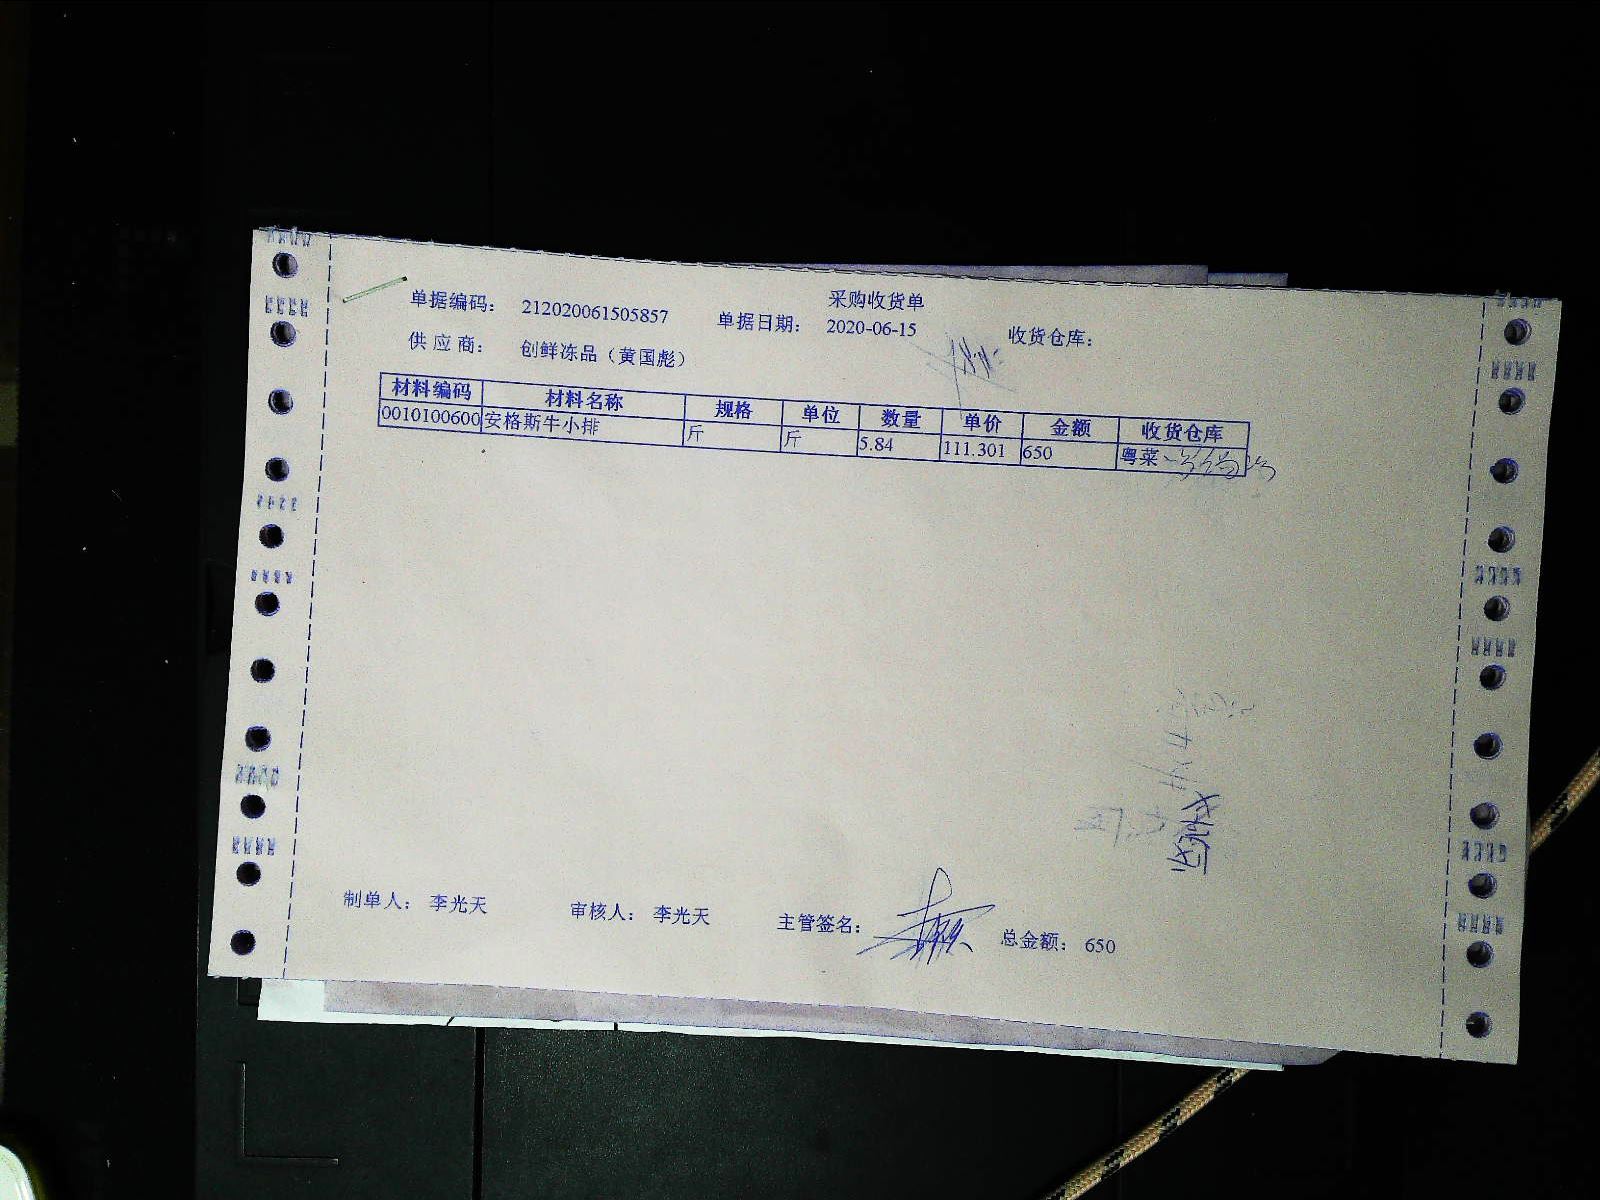 采购收货单
单据编码： 212020061505857 单据日期： 2020-06-15 收货仓库：
供 应 商： 创鲜冻品（黄国彪）
材料编码 材料名称 规格 单位 数量 单价 金额 收货仓库
0010100600 安格斯牛小排 斤 斤 5.84 111.301 650 粤菜
制单人： 李光天 审核人： 李光天 主管签名： 总金额： 650